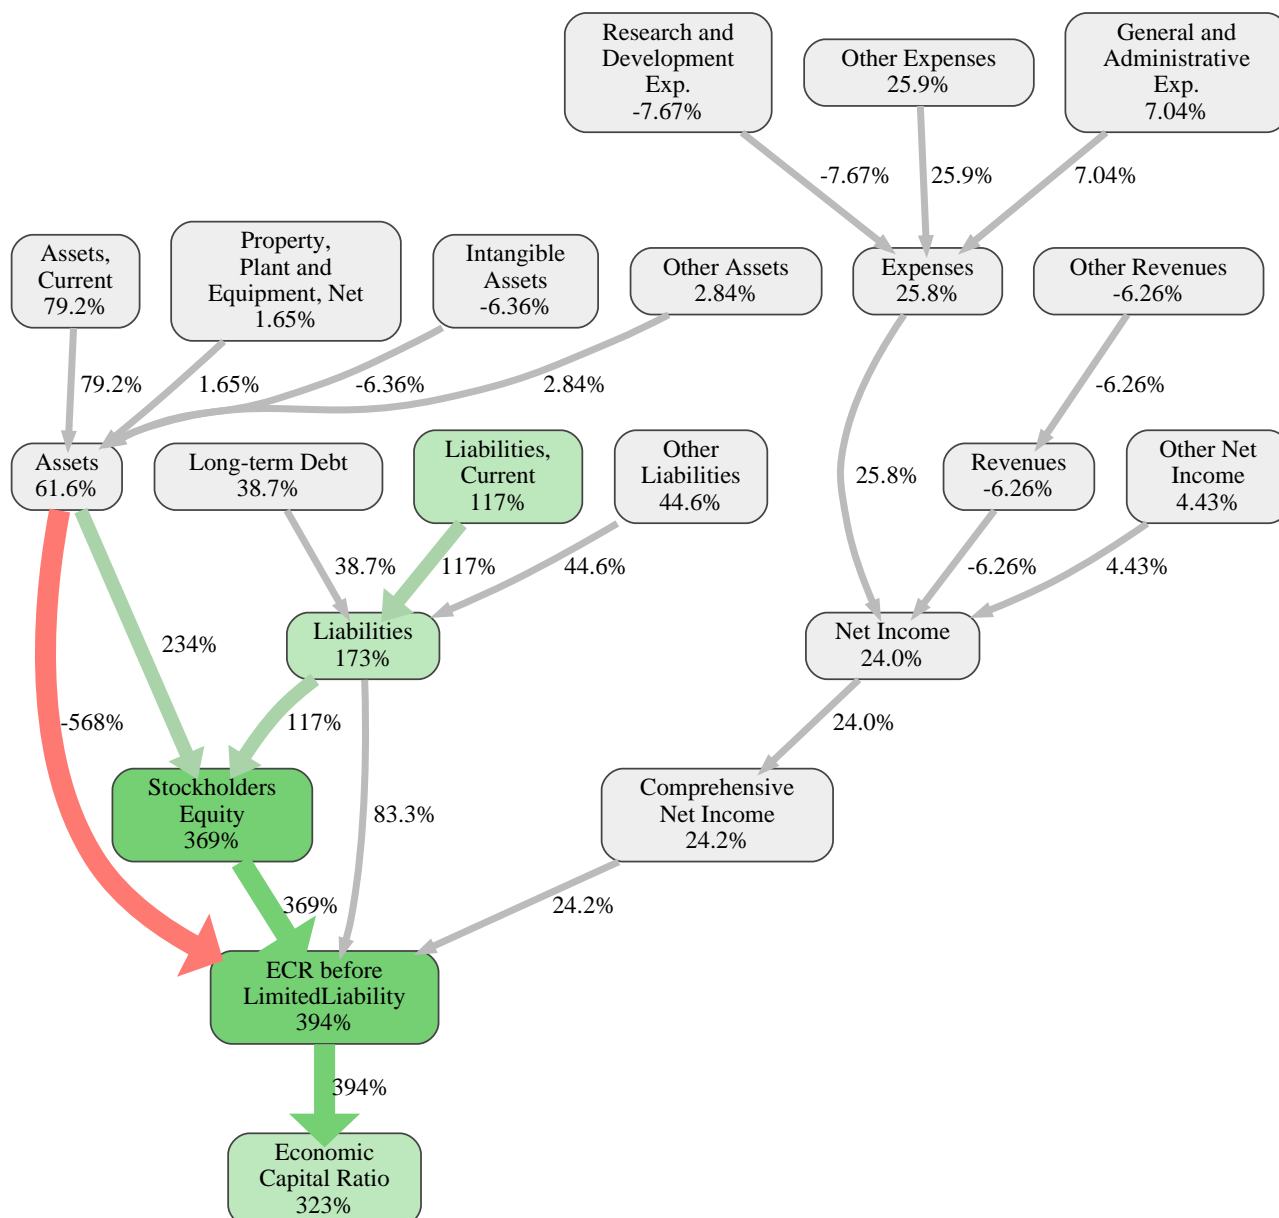 Research and
Development
Exp.
-7.67%
Other Expenses
25.9%
General and
Administrative
Exp.
7.04%
-7.67%
25.9%
7.04%
Assets,
Current
79.2%
Property,
Plant and
Equipment, Net
1.65%
Intangible
Assets
-6.36%
Other Assets
2.84%
Expenses
25.8%
Other Revenues
-6.26%
79.2%
1.65%
-6.36%
2.84%
-6.26%
Assets
61.6%
Long-term Debt
38.7%
Liabilities,
Current
117%
Other
Liabilities
44.6%
25.8%
Revenues
-6.26%
Other Net
Income
4.43%
38.7%
117%
44.6%
-6.26%
4.43%
234%
Liabilities
173%
Net Income
24.0%
-568%
117%
24.0%
Stockholders
Equity
369%
83.3%
Comprehensive
Net Income
24.2%
369%
24.2%
ECR before
LimitedLiability
394%
394%
Economic
Capital Ratio
323%